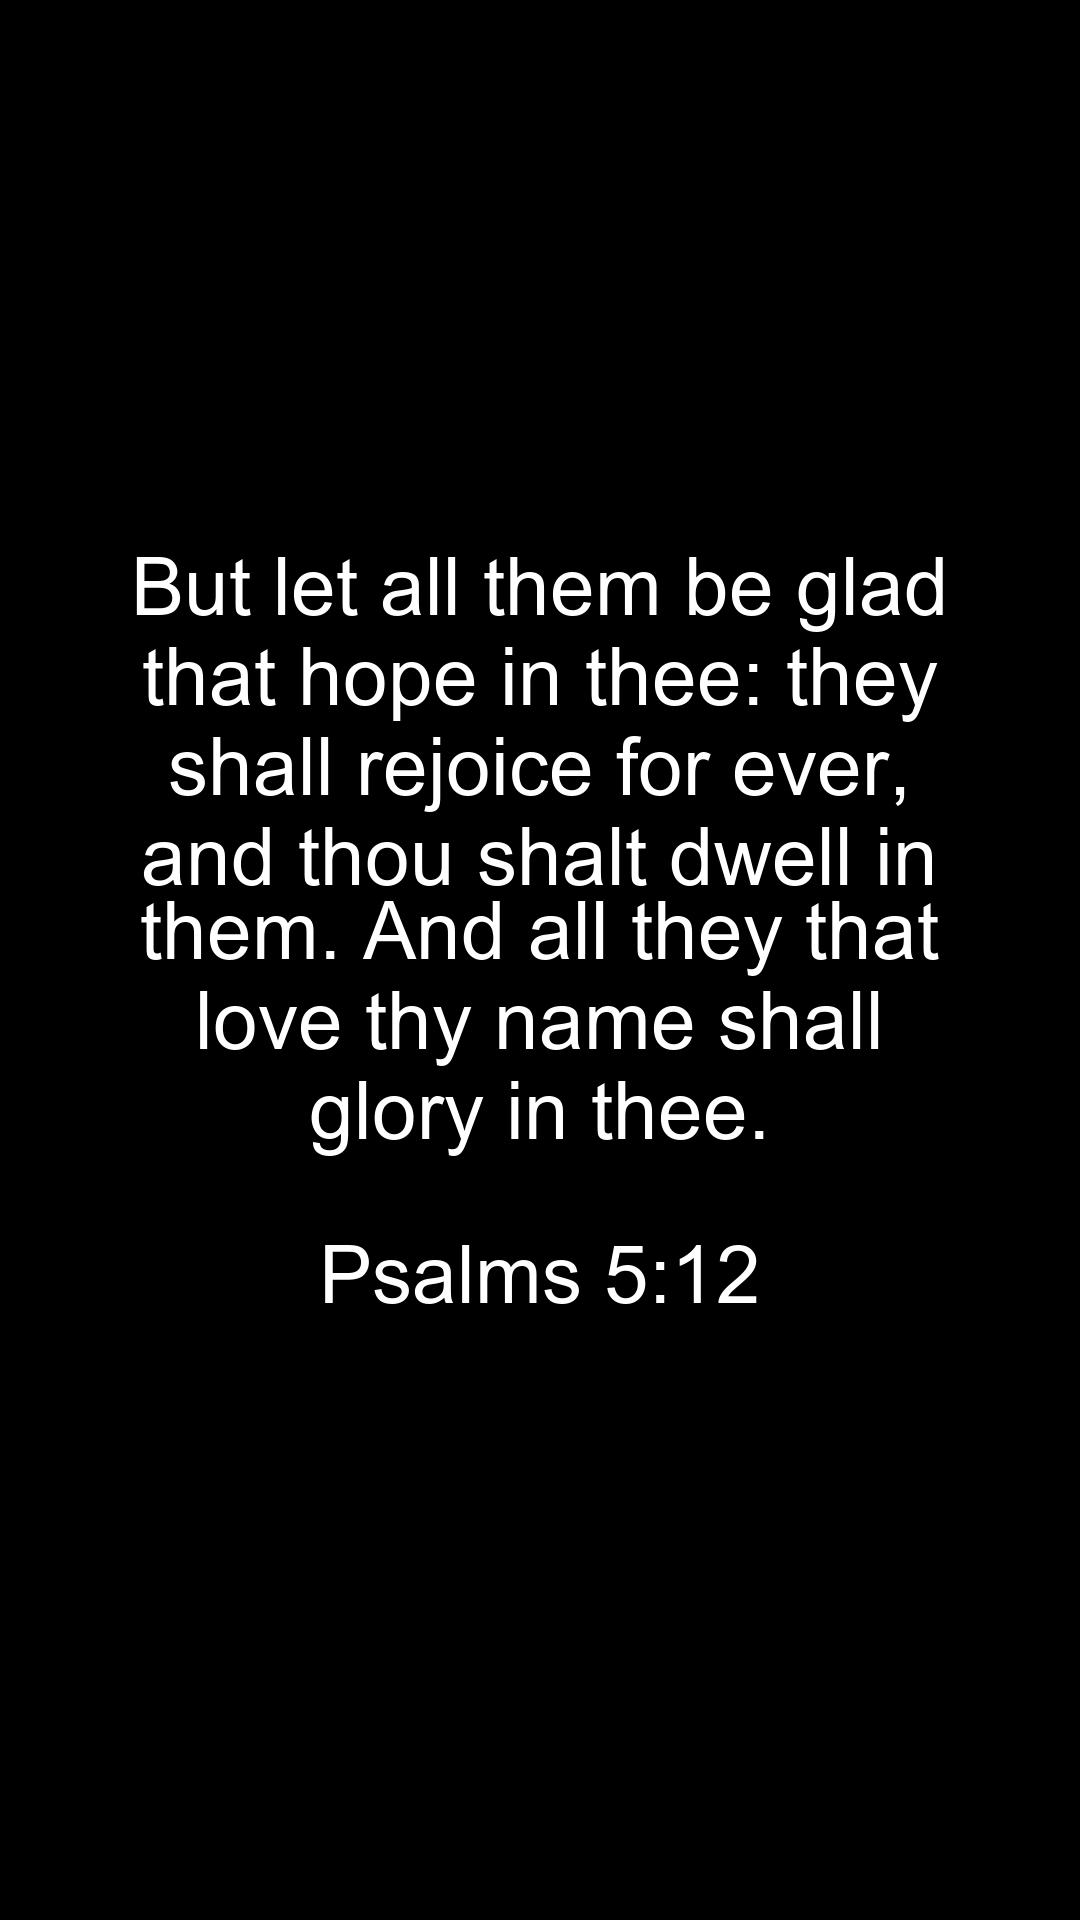 But let all them be glad
that hope in thee: they
shall rejoice for ever,
and thou shalt dwell in
them. And all they that
love thy name shall
glory in thee.
Psalms 5:12